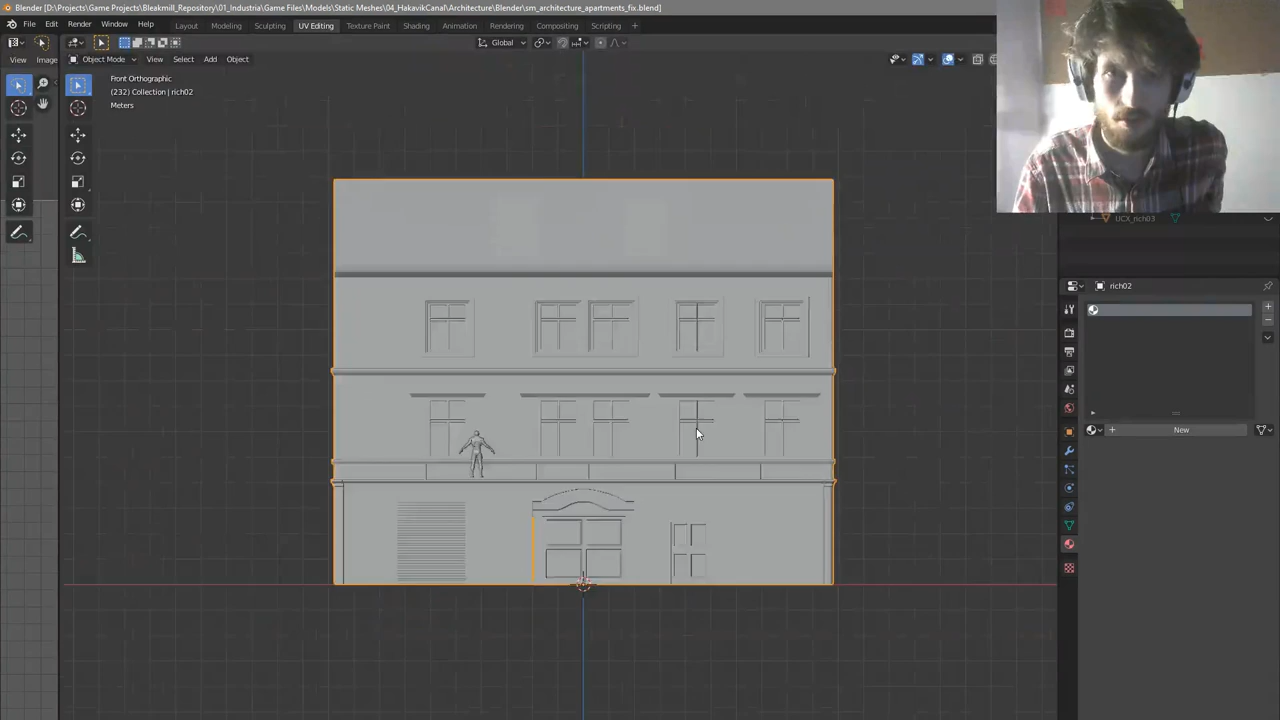 Blender [D:\Projects\Game Projects\Bleakmill_Repository\01_Industria\Game Files\Models\Static Meshes\04_HakavikCanal\Architecture\Blender\sm_architecture_apartments_fix.blend]
File Edit Render Window Help Layout Modeling Sculpting UV Editing Texture Paint Shading Animation Rendering Compositing Scripting +
Global
View Image Object Mode View Select Add Object
Front Orthographic
(232) Collection | rich02
Meters
UCX_rich03
rich02
New